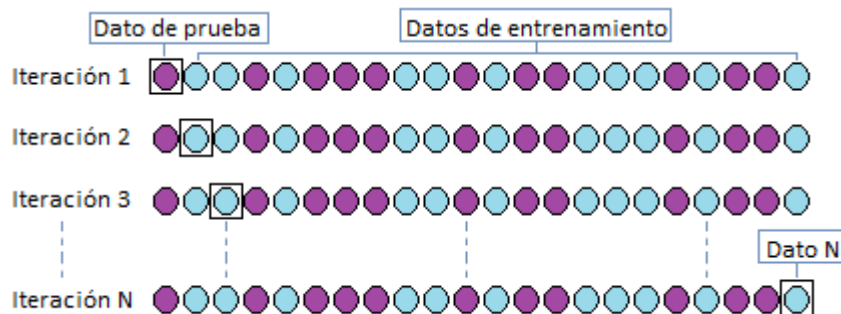 Dato de prueba
Datos de entrenamiento
Iteración 1
Iteración 2
Iteración 3
Dato N
Iteración N